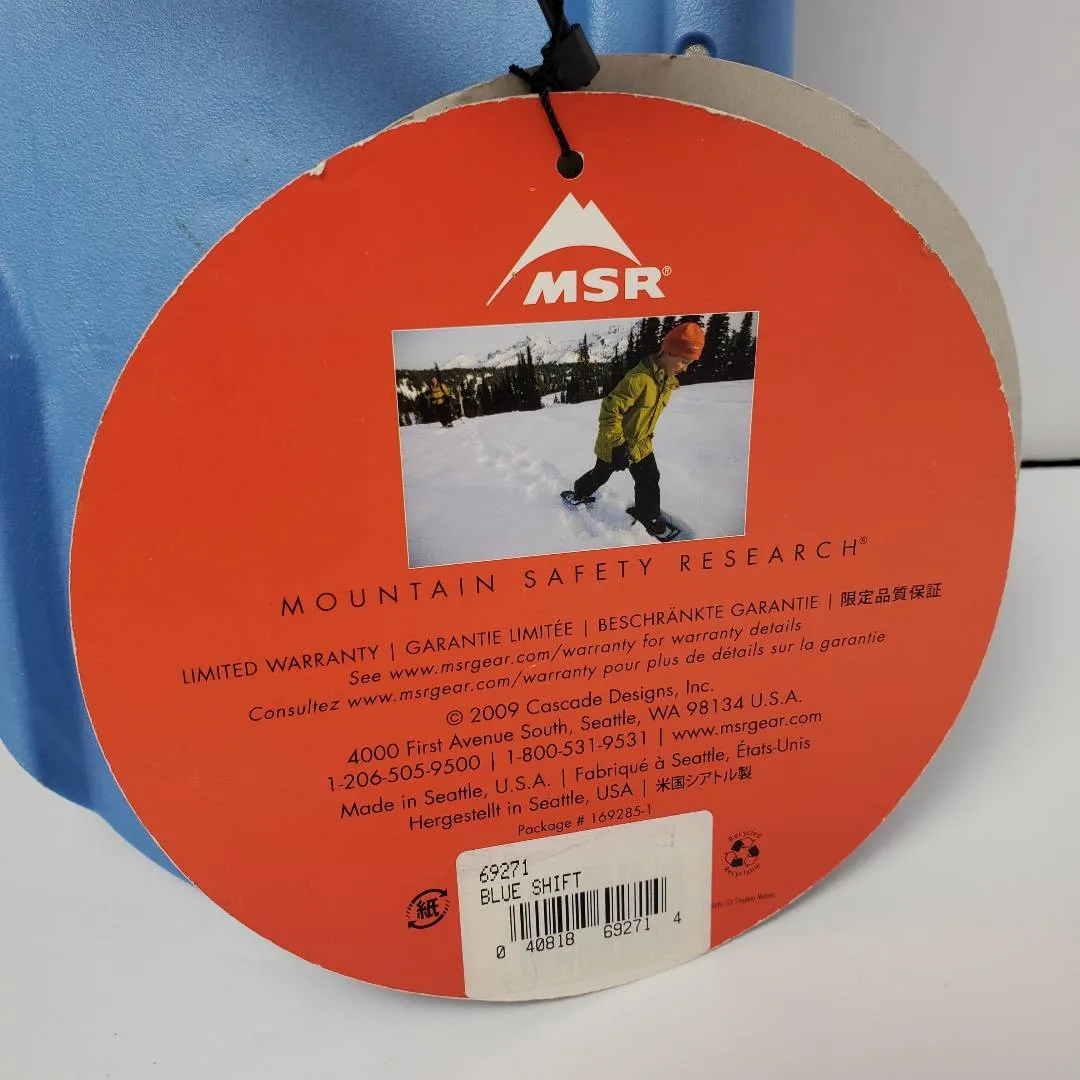 MSR®
MOUNTAIN SAFETY RESEARCH®
LIMITED WARRANTY | GARANTIE LIMITÉE | BESCHRÄNKTE GARANTIE | 限定品質保証
See www.msrgear.com/warranty for warranty details
Consultez www.msrgear.com/warranty pour plus de détails sur la garantie
© 2009 Cascade Designs, Inc.
4000 First Avenue South, Seattle, WA 98134 U.S.A.
1-206-505-9500 | 1-800-531-9531 | www.msrgear.com
Made in Seattle, U.S.A. | Fabriqué à Seattle, États-Unis
Hergestellt in Seattle, USA | 米国シアトル製
Package # 169285-1
紙
69271
BLUE SHIFT
0 40818 69271 4
Recycled
Recyclable